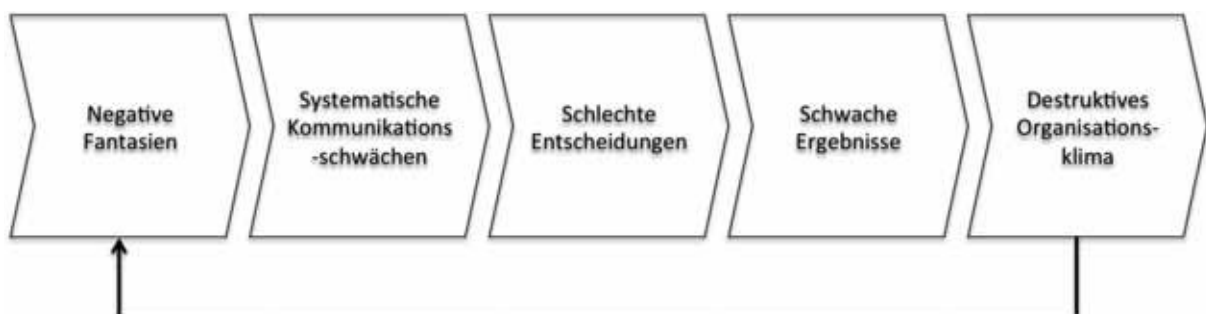 Negative
Fantasien
Systematische
Kommunikations
-schwächen
Schlechte
Entscheidungen
Schwache
Ergebnisse
Destruktives
Organisations-
klima